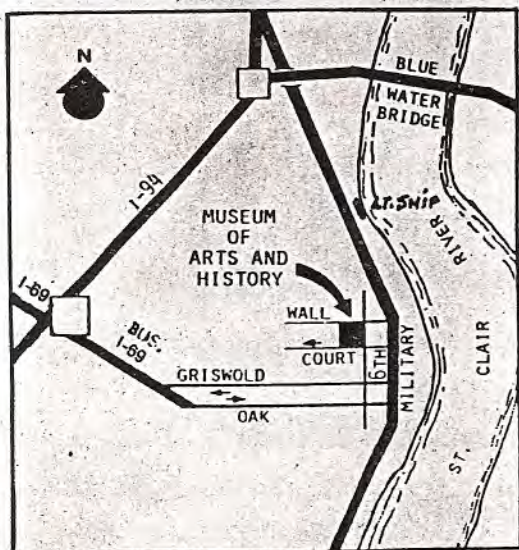 N
BLUE
WATER
BRIDGE
I-94
LT. SHIP
MUSEUM
OF
ARTS AND
HISTORY
RIVER
I-69
BUS.
I-69
WALL
COURT
6TH
MILITARY
CLAIR
GRISWOLD
OAK
ST.